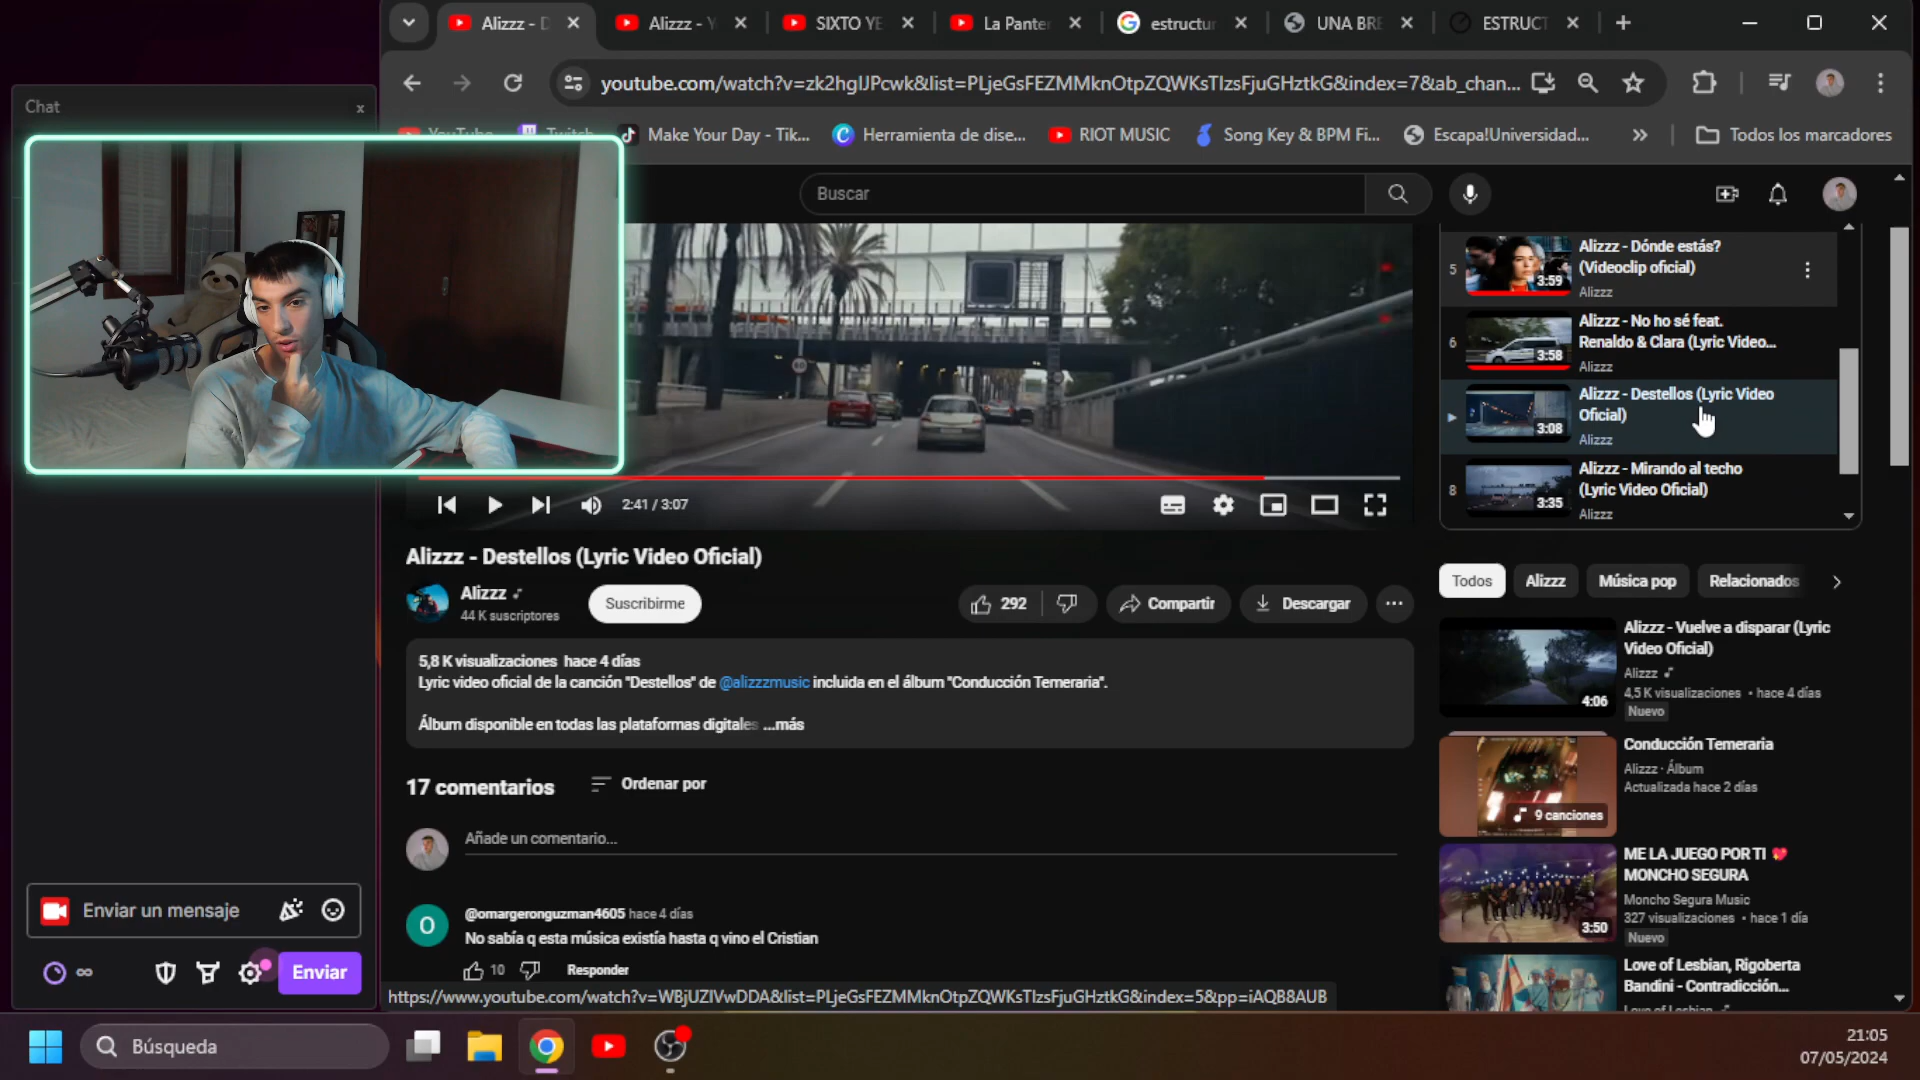 Alizzz - D
Alizzz - Y
SIXTO YE
La Panter
estructur
UNA BRE
ESTRUCT
youtube.com/watch?v=zk2hglJPcwk&list=PLjeGsFEZMMknOtpZQWKsTIzsFjuGHztkG&index=7&ab_chan...
YouTube
Twitch
Make Your Day - Tik...
Herramienta de dise...
RIOT MUSIC
Song Key & BPM Fi...
Escapa!Universidad...
Todos los marcadores
Chat
Buscar
5
3:59
Alizzz - Dónde estás?
(Videoclip oficial)
Alizzz
6
3:58
Alizzz - No ho sé feat.
Renaldo & Clara (Lyric Video...
Alizzz
3:08
Alizzz - Destellos (Lyric Video
Oficial)
Alizzz
8
3:35
Alizzz - Mirando al techo
(Lyric Video Oficial)
Alizzz
2:41 / 3:07
Alizzz - Destellos (Lyric Video Oficial)
Alizzz
44 K suscriptores
Suscribirme
292
Compartir
Descargar
5,8 K visualizaciones hace 4 días
Lyric video oficial de la canción "Destellos" de @alizzzmusic incluida en el álbum "Conducción Temeraria".
Álbum disponible en todas las plataformas digitales ...más
17 comentarios
Ordenar por
Añade un comentario...
O
@omargeronguzman4605 hace 4 días
No sabía q esta música existía hasta q vino el Cristian
10
Responder
https://www.youtube.com/watch?v=WBjUZIVwDDA&list=PLjeGsFEZMMknOtpZQWKsTIzsFjuGHztkG&index=5&pp=iAQB8AUB
Todos
Alizzz
Música pop
Relacionados
4:06
Alizzz - Vuelve a disparar (Lyric
Video Oficial)
Alizzz
4,5 K visualizaciones • hace 4 días
Nuevo
9 canciones
Conducción Temeraria
Alizzz · Álbum
Actualizada hace 2 días
3:50
ME LA JUEGO POR TI 💖
MONCHO SEGURA
Moncho Segura Music
327 visualizaciones • hace 1 día
Nuevo
Love of Lesbian, Rigoberta
Bandini - Contradicción...
Love of Lesbian
Enviar un mensaje
∞
Enviar
Búsqueda
21:05
07/05/2024